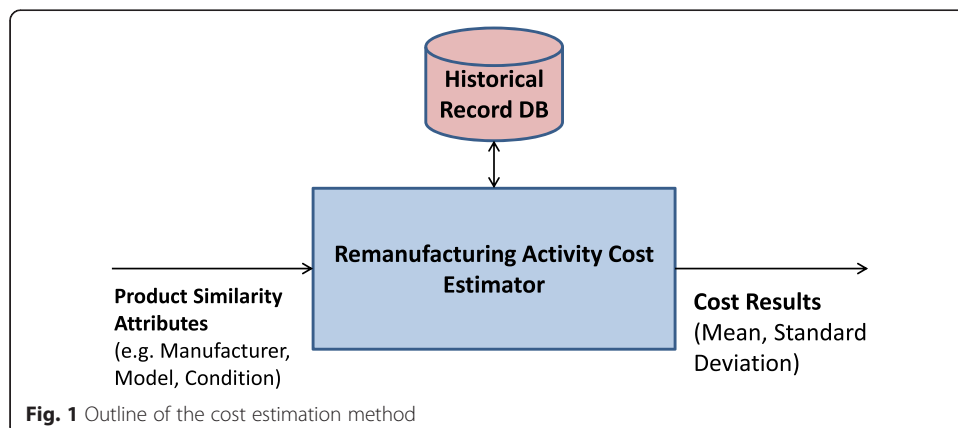 Historical
Record DB
Remanufacturing Activity Cost
Estimator
Product Similarity
Attributes
(e.g. Manufacturer,
Model, Condition)
Cost Results
(Mean, Standard
Deviation)
Fig. 1 Outline of the cost estimation method